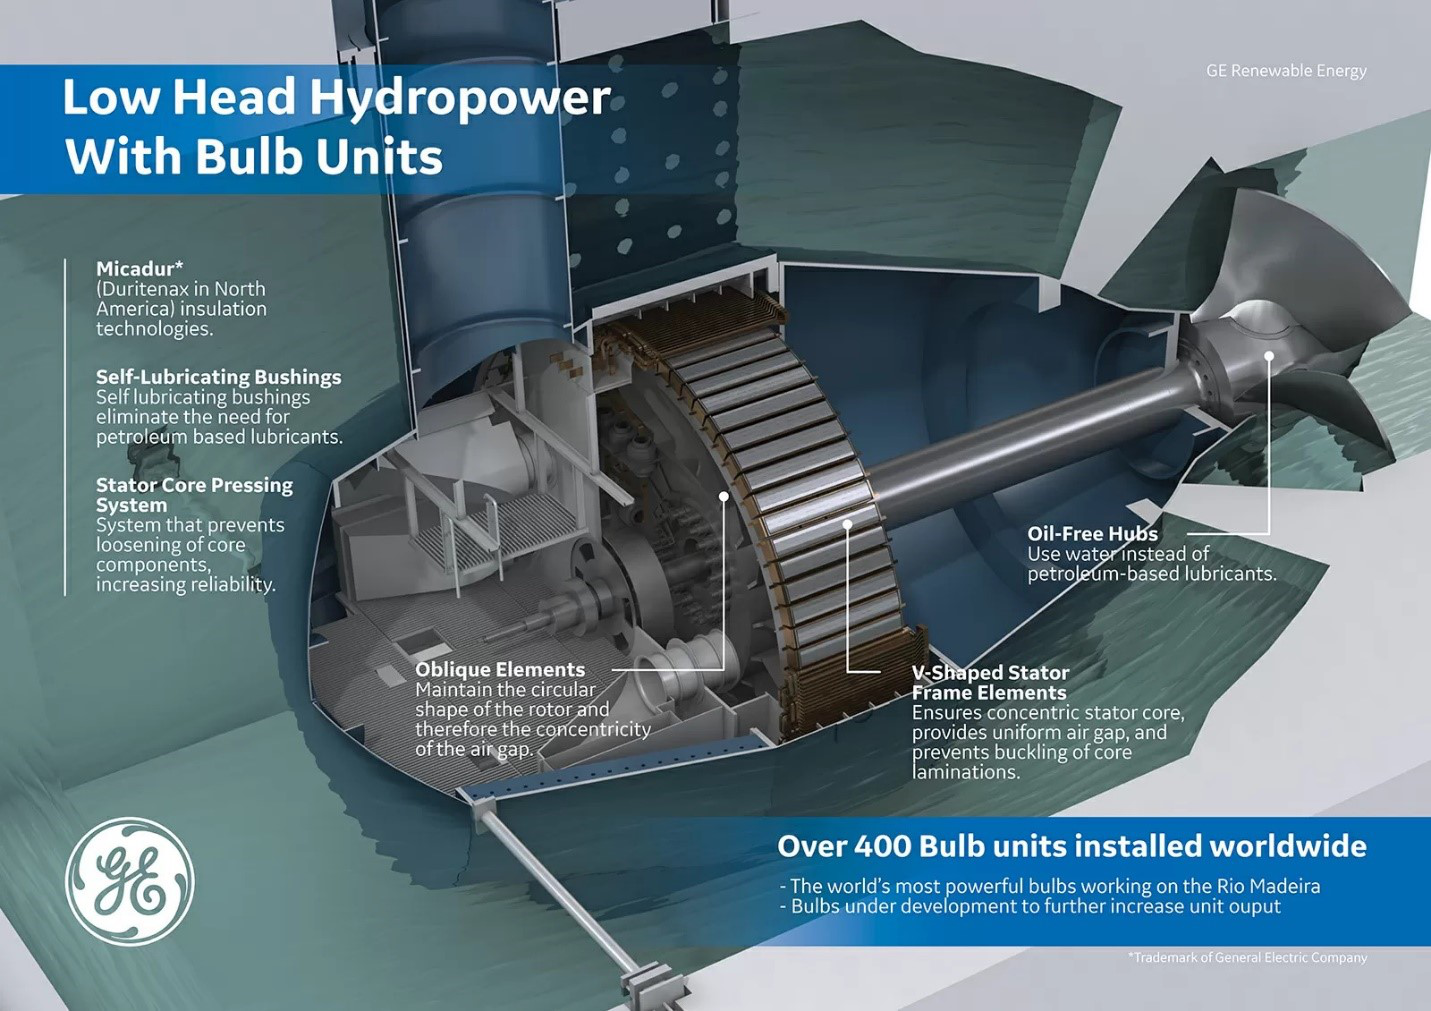 Low Head Hydropower
With Bulb Units
GE Renewable Energy
Micadur*
(Duritenax in North
America) insulation
technologies.
Self-Lubricating Bushings
Self lubricating bushings
eliminate the need for
petroleum based lubricants.
Stator Core Pressing
System
System that prevents
loosening of core
components,
increasing reliability.
Oil-Free Hubs
Use water instead of
petroleum-based lubricants.
Oblique Elements
Maintain the circular
shape of the rotor and
therefore the concentricity
of the air gap.
V-Shaped Stator
Frame Elements
Ensures concentric stator core,
provides uniform air gap, and
prevents buckling of core
laminations.
GE
Over 400 Bulb units installed worldwide
- The world's most powerful bulbs working on the Rio Madeira
- Bulbs under development to further increase unit ouput
*Trademark of General Electric Company